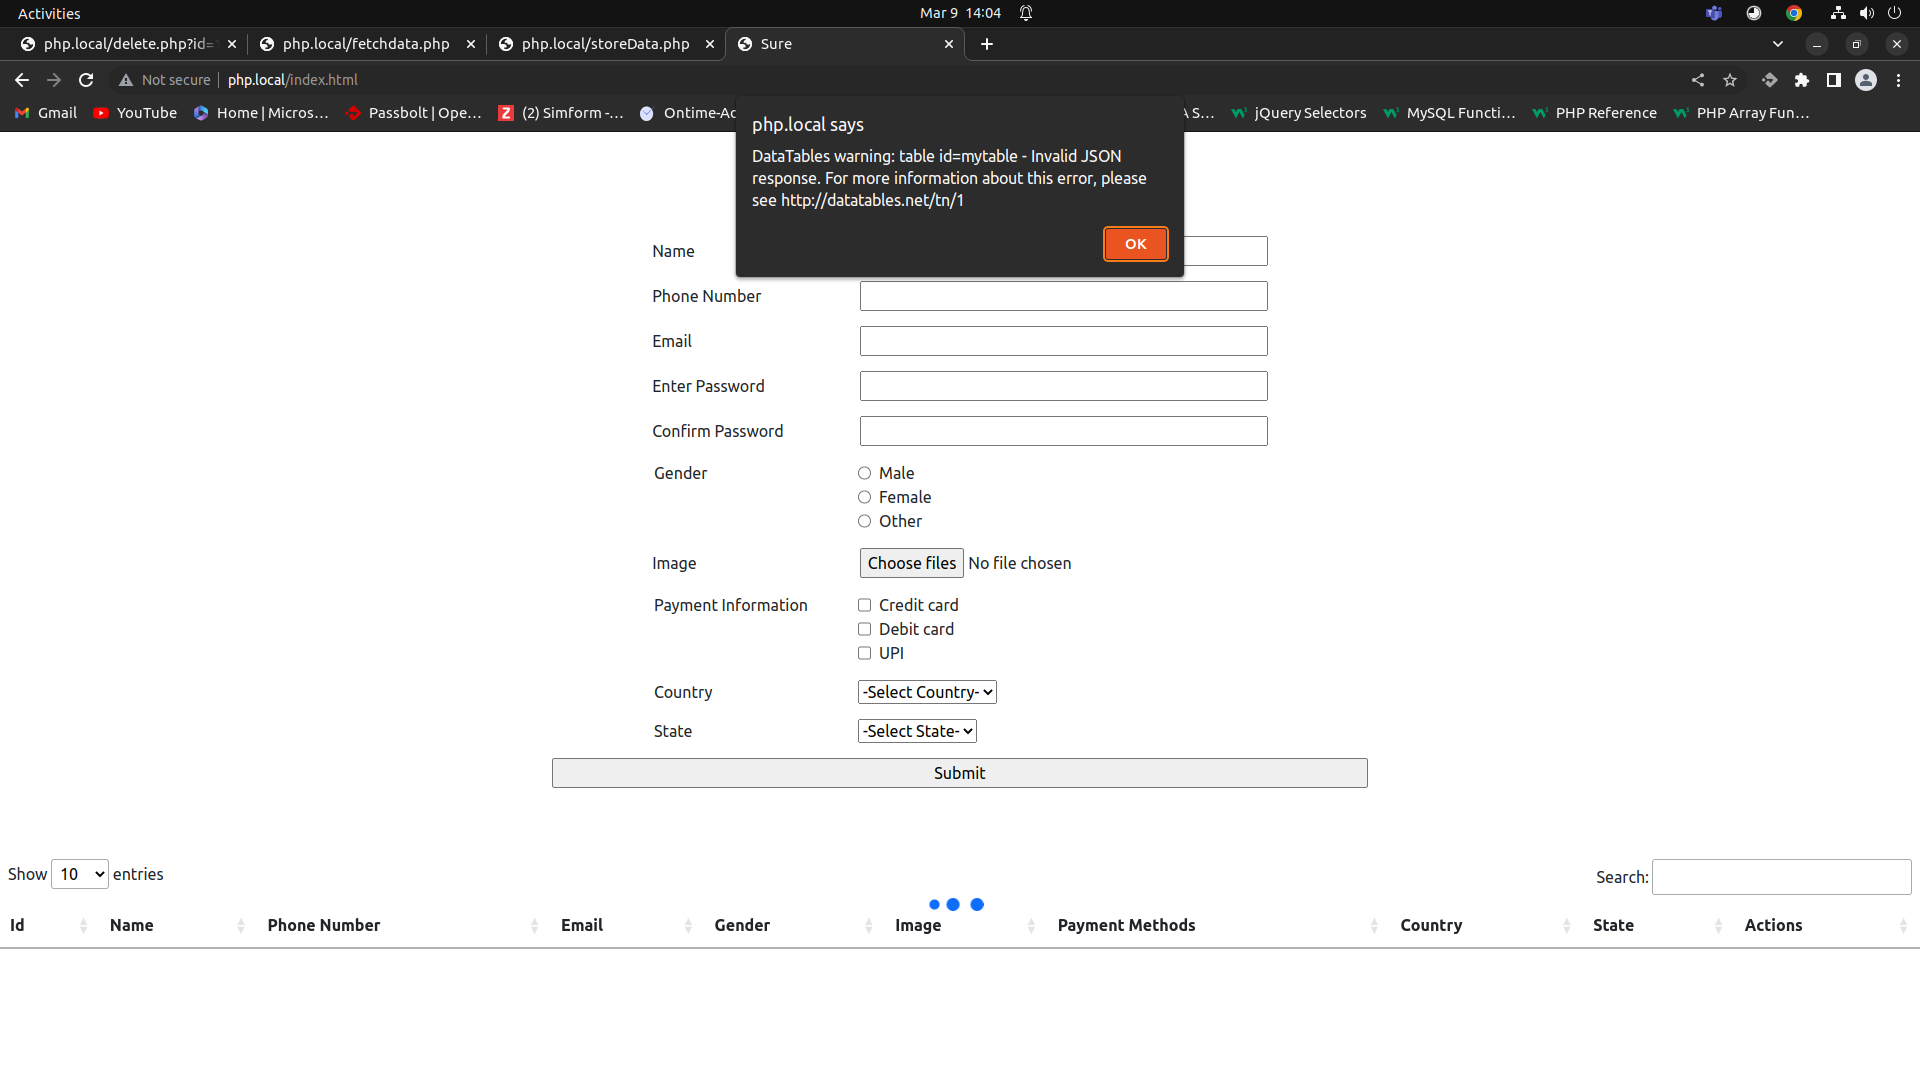 Activities
Mar 9 14:04
php.local/delete.php?id=
php.local/fetchdata.php
php.local/storeData.php
Sure
Not secure
php.local/index.html
Gmail
YouTube
Home | Micros...
Passbolt | Ope...
(2) Simform -...
Ontime-Ac
A S...
jQuery Selectors
MySQL Functi...
PHP Reference
PHP Array Fun...
php.local says
DataTables warning: table id=mytable - Invalid JSON
response. For more information about this error, please
see http://datatables.net/tn/1
OK
Name
Phone Number
Email
Enter Password
Confirm Password
Gender
Male
Female
Other
Image
Choose files No file chosen
Payment Information
Credit card
Debit card
UPI
Country
-Select Country-
State
-Select State-
Submit
Show 10 entries
Search:
Id Name Phone Number Email Gender Image Payment Methods Country State Actions